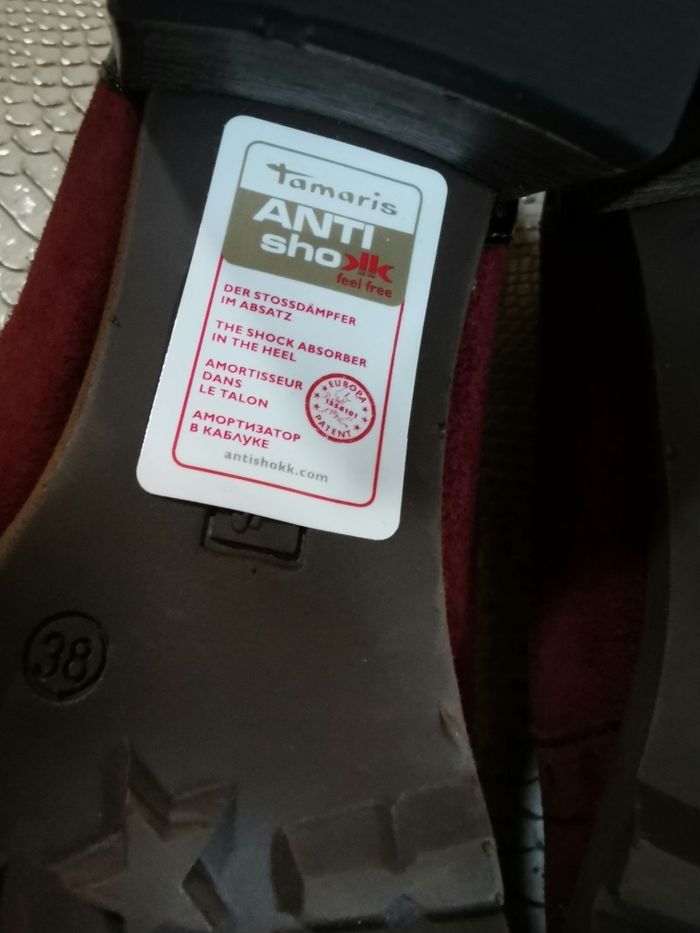 Tamaris
ANTI
shokk
feel free
DER STOSSDÄMPFER
IM ABSATZ
THE SHOCK ABSORBER
IN THE HEEL
AMORTISSEUR
DANS
LE TALON
АМОРТИЗАТОР
В КАБЛУКЕ
EUROPA
1528101
PATENT
antishokk.com
38